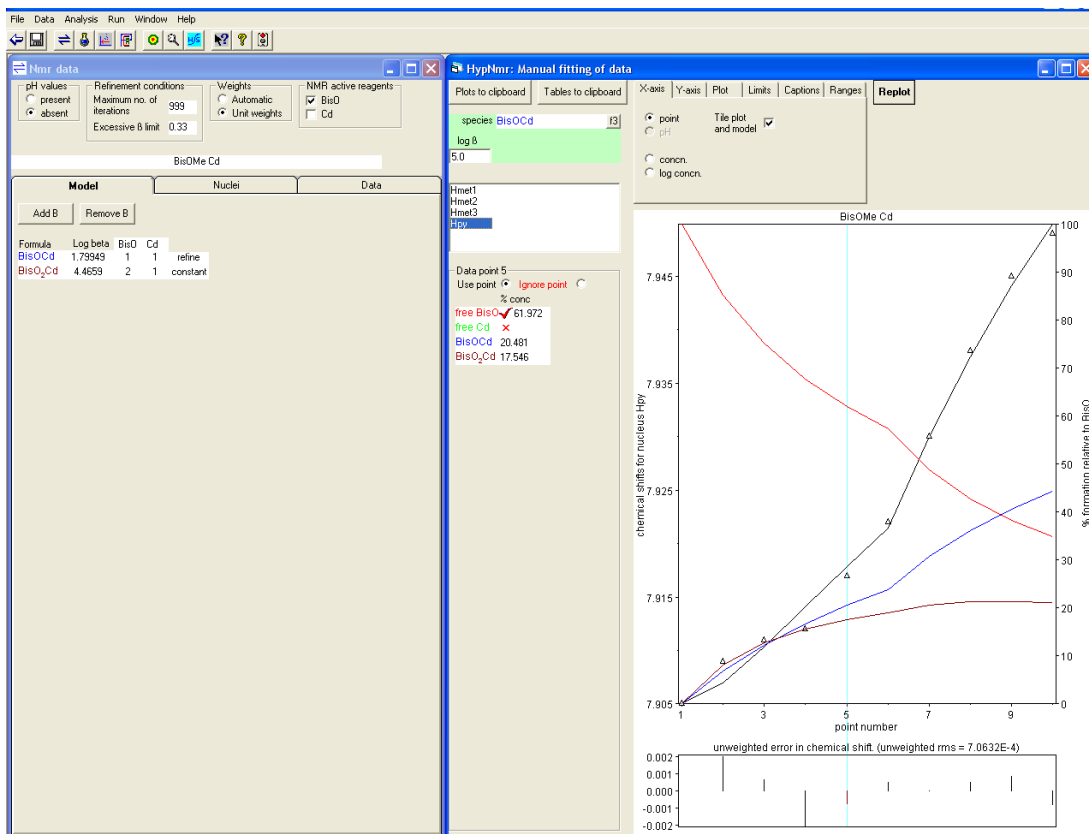 File Data Analysis Run Window Help
Nmr data
pH values
present
absent
Refinement conditions
Maximum no. of iterations 999
Excessive ß limit 0.33
Weights
Automatic
Unit weights
NMR active reagents
BisO
Cd
BisOMe Cd
Model Nuclei Data
Add B Remove B
Formula Log beta BisO Cd
BisOCd 1.79949 1 1 refine
BisO2Cd 4.4659 2 1 constant
HypNmr: Manual fitting of data
Plots to clipboard Tables to clipboard
species BisOCd f3
log ß
5.0
Hmet1
Hmet2
Hmet3
Hpy
Data point 5
Use point Ignore point
% conc
free BisO 61.972
free Cd
BisOCd 20.481
BisO2Cd 17.546
X-axis Y-axis Plot Limits Captions Ranges Replot
point
pH
concn.
log concn.
Tile plot and model
BisOMe Cd
chemical shifts for nucleus Hpy
7.945
7.935
7.925
7.915
7.905
100
90
80
70
60
50
40
30
20
10
0
% formation relative to BisO
1 3 5 7 9
point number
unweighted error in chemical shift. (unweighted rms = 7.0632E-4)
0.002
0.001
0.000
-0.001
-0.002